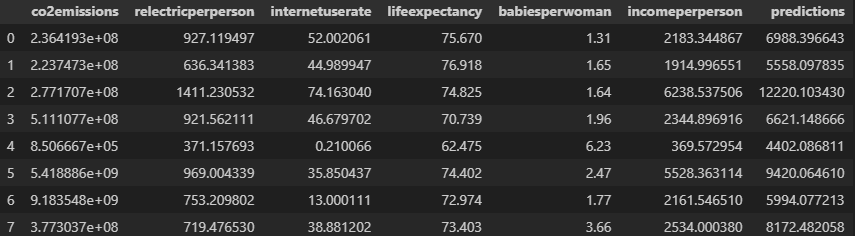 co2emissions relectricperperson internetuserate lifeexpectancy babiesperwoman incomeperperson predictions
0 2.364193e+08 927.119497 52.002061 75.670 1.31 2183.344867 6988.396643
1 2.237473e+08 636.341383 44.989947 76.918 1.65 1914.996551 5558.097835
2 2.771707e+08 1411.230532 74.163040 74.825 1.64 6238.537506 12220.103430
3 5.111077e+08 921.562111 46.679702 70.739 1.96 2344.896916 6621.148666
4 8.506667e+05 371.157693 0.210066 62.475 6.23 369.572954 4402.086811
5 5.418886e+09 969.004339 35.850437 74.402 2.47 5528.363114 9420.064610
6 9.183548e+09 753.209802 13.000111 72.974 1.77 2161.546510 5994.077213
7 3.773037e+08 719.476530 38.881202 73.403 3.66 2534.000380 8172.482058